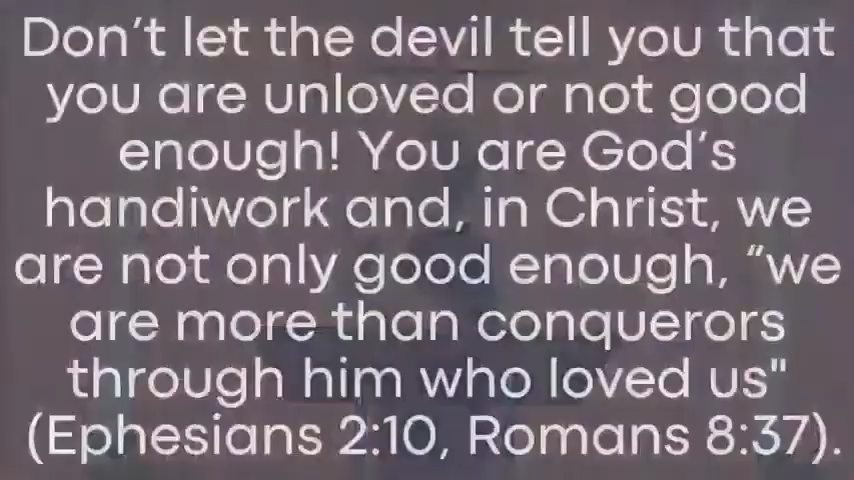 Don’t let the devil tell you that
you are unloved or not good
enough! You are God’s
handiwork and, in Christ, we
are not only good enough, “we
are more than conquerors
through him who loved us"
(Ephesians 2:10, Romans 8:37).